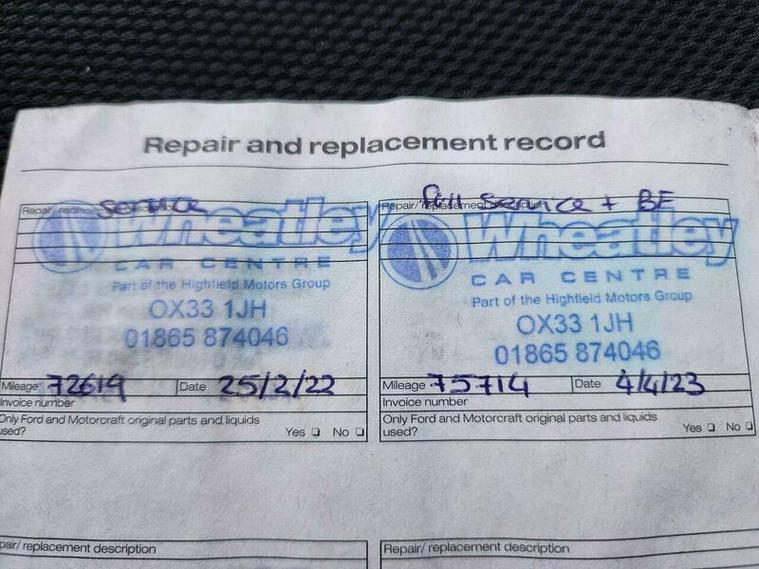 Repair and replacement record
Service
Wheatley
CAR CENTRE
Part of the Highfield Motors Group
OX33 1JH
01865 874046
Mileage 72619 Date 25/2/22
Invoice number
Only Ford and Motorcraft original parts and liquids
used? Yes No
Repair/ replacement description
Full Service + BF
Wheatley
CAR CENTRE
Part of the Highfield Motors Group
OX33 1JH
01865 874046
Mileage 75714 Date 4/4/23
Invoice number
Only Ford and Motorcraft original parts and liquids
used? Yes No
pair/ replacement description
Repair/ replacement description